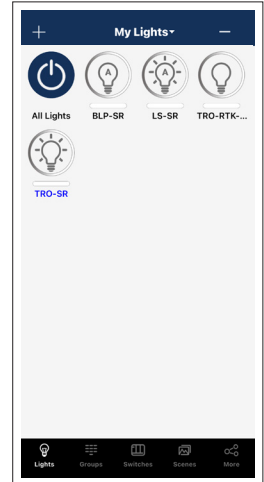 My Lights
All Lights BLP-SR LS-SR TRO-RTK-...
A A
TRO-SR
Lights Groups Switches Scenes More